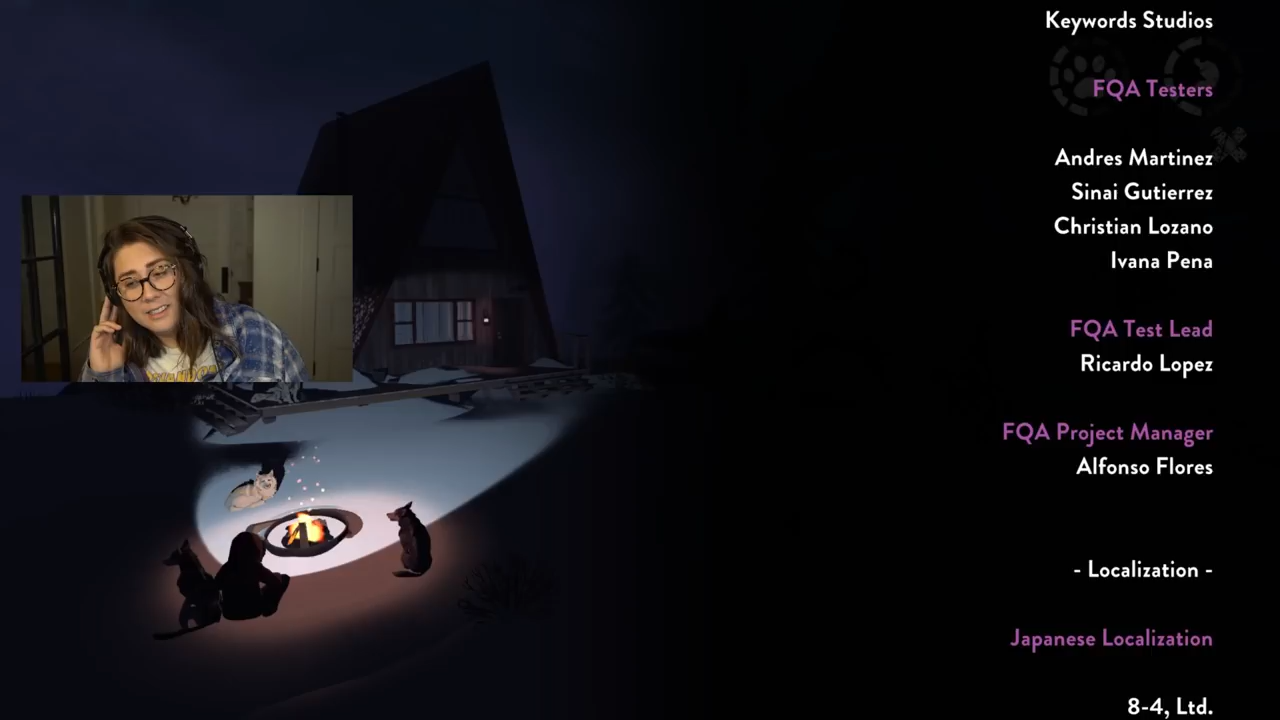 Keywords Studios
FQA Testers
Andres Martinez
Sinai Gutierrez
Christian Lozano
Ivana Pena
FQA Test Lead
Ricardo Lopez
FQA Project Manager
Alfonso Flores
- Localization -
Japanese Localization
8-4, Ltd.